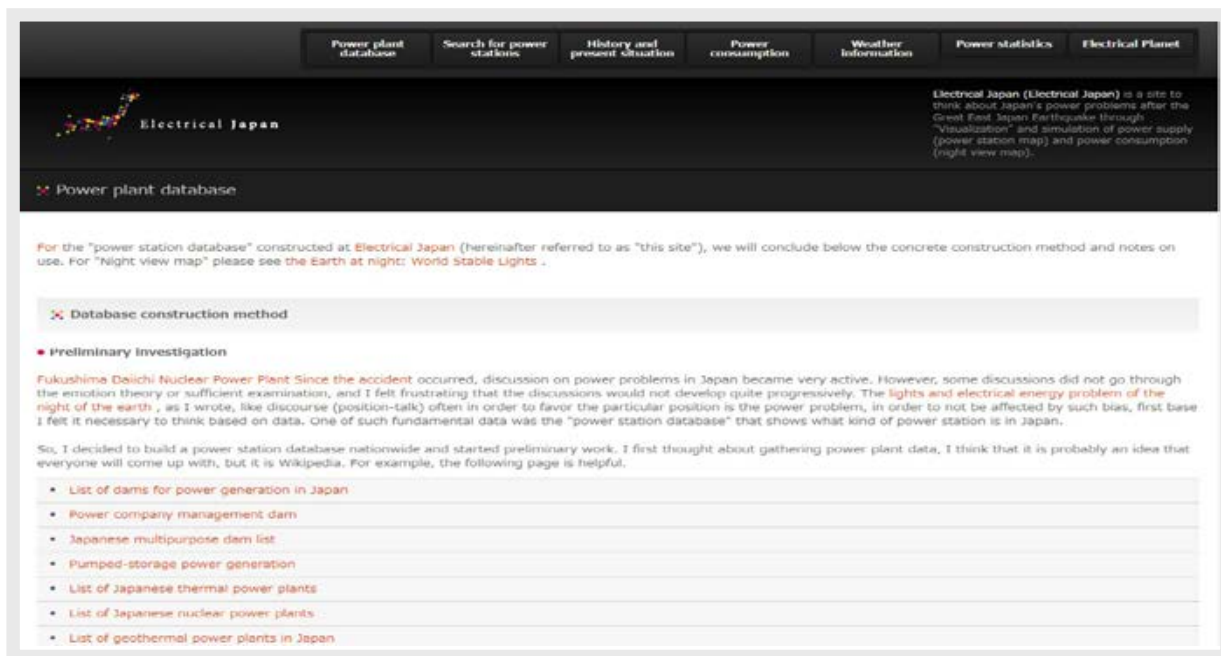 Power plant database
Search for power stations
History and present situation
Power consumption
Weather information
Power statistics
Electrical Planet
Electrical Japan
Electrical Japan (Electrical Japan) is a site to
think about Japan's power problems after the
Great East Japan Earthquake through
"Visualization" and simulation of power supply
(power station map) and power consumption
(night view map).
Power plant database
For the "power station database" constructed at Electrical Japan (hereinafter referred to as "this site"), we will conclude below the concrete construction method and notes on
use. For "Night view map" please see the Earth at night: World Stable Lights .
Database construction method
• Preliminary investigation
Fukushima Daiichi Nuclear Power Plant Since the accident occurred, discussion on power problems in Japan became very active. However, some discussions did not go through
the emotion theory or sufficient examination, and I felt frustrating that the discussions would not develop quite progressively. The lights and electrical energy problem of the
night of the earth , as I wrote, like discourse (position-talk) often in order to favor the particular position is the power problem, in order to not be affected by such bias, first base
I felt it necessary to think based on data. One of such fundamental data was the "power station database" that shows what kind of power station is in Japan.
So, I decided to build a power station database nationwide and started preliminary work. I first thought about gathering power plant data, I think that it is probably an idea that
everyone will come up with, but it is Wikipedia. For example, the following page is helpful.
• List of dams for power generation in Japan
• Power company management dam
• Japanese multipurpose dam list
• Pumped-storage power generation
• List of Japanese thermal power plants
• List of Japanese nuclear power plants
• List of geothermal power plants in Japan